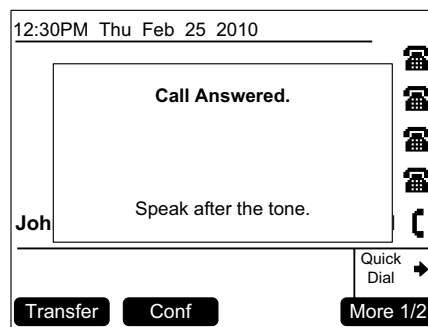 12:30PM Thu Feb 25 2010
Call Answered.
Speak after the tone.
Joh
Quick
Dial
Transfer Conf More 1/2